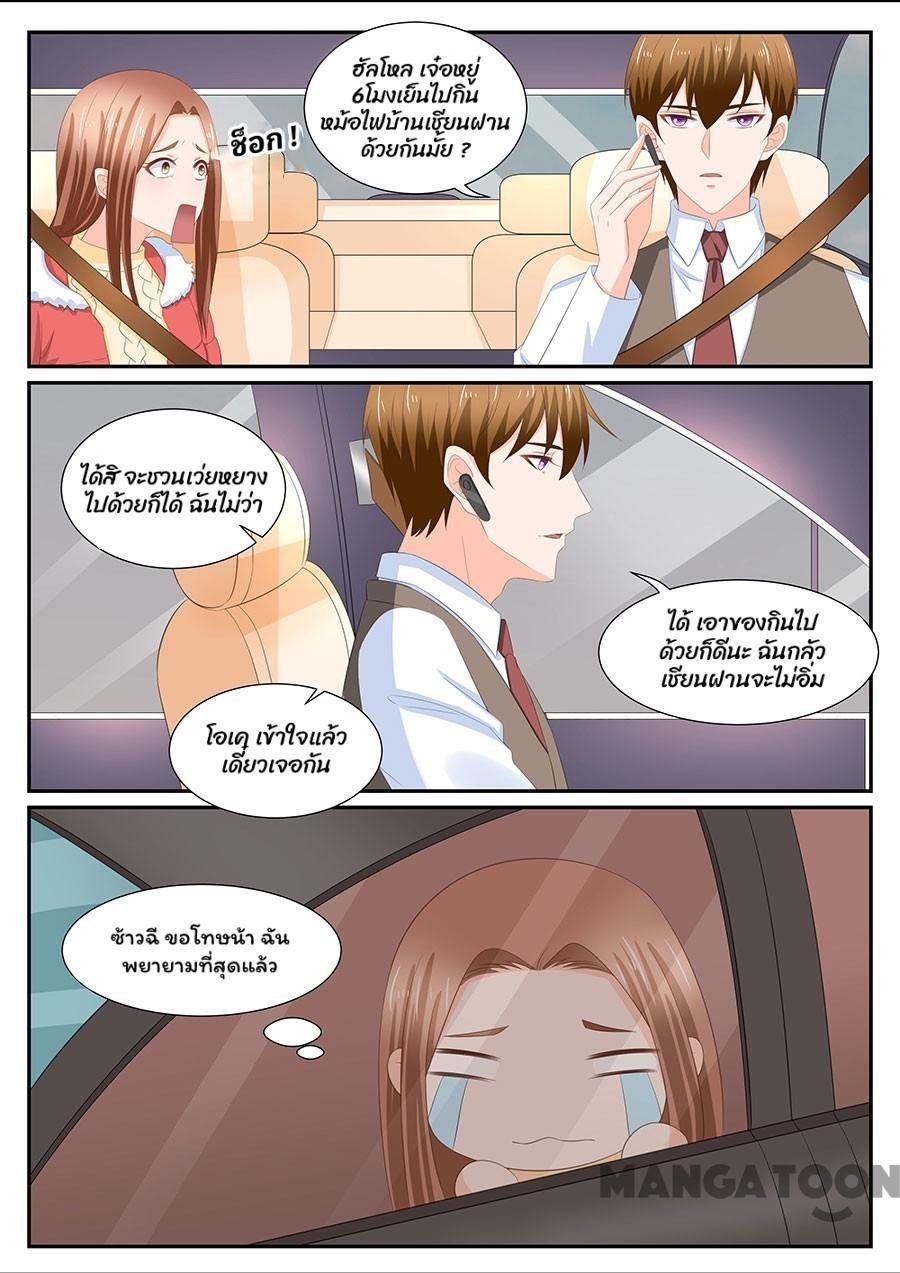 ฮัลโหล เจ๋อหยู่
6โมงเย็นไปกิน
หม้อไฟบ้านเชียนฝาน
ด้วยกันมั้ย ?
ช็อก !
ได้สิ จะชวนเว่ยหยาง
ไปด้วยก็ได้ ฉันไม่ว่า
ได้ เอาของกินไป
ด้วยก็ดีนะ ฉันกลัว
เชียนฝานจะไม่อิ่ม
โอเค เข้าใจแล้ว
เดี๋ยวเจอกัน
ซ้าวฉี ขอโทษน้า ฉัน
พยายามที่สุดแล้ว
MANGATOON